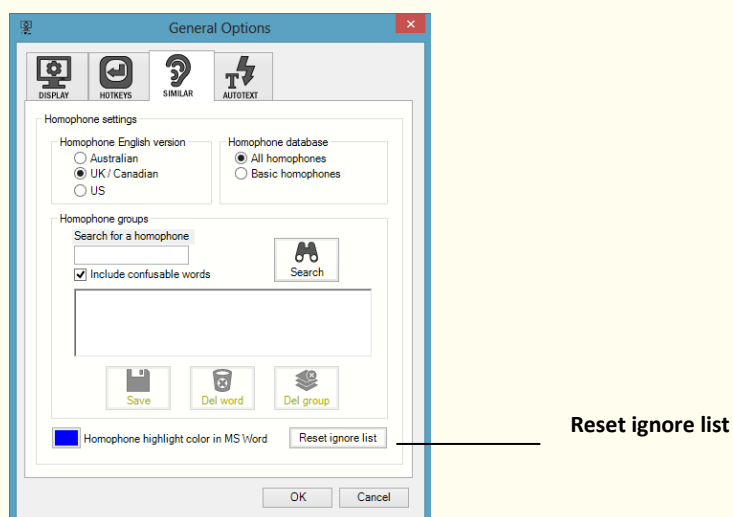 General Options
DISPLAY HOTKEYS SIMILAR AUTOTEXT
Homophone settings
Homophone English version
Australian
UK / Canadian
US
Homophone database
All homophones
Basic homophones
Homophone groups
Search for a homophone
Include confusable words
Search
Save Del word Del group
Homophone highlight color in MS Word Reset ignore list
Reset ignore list
OK Cancel